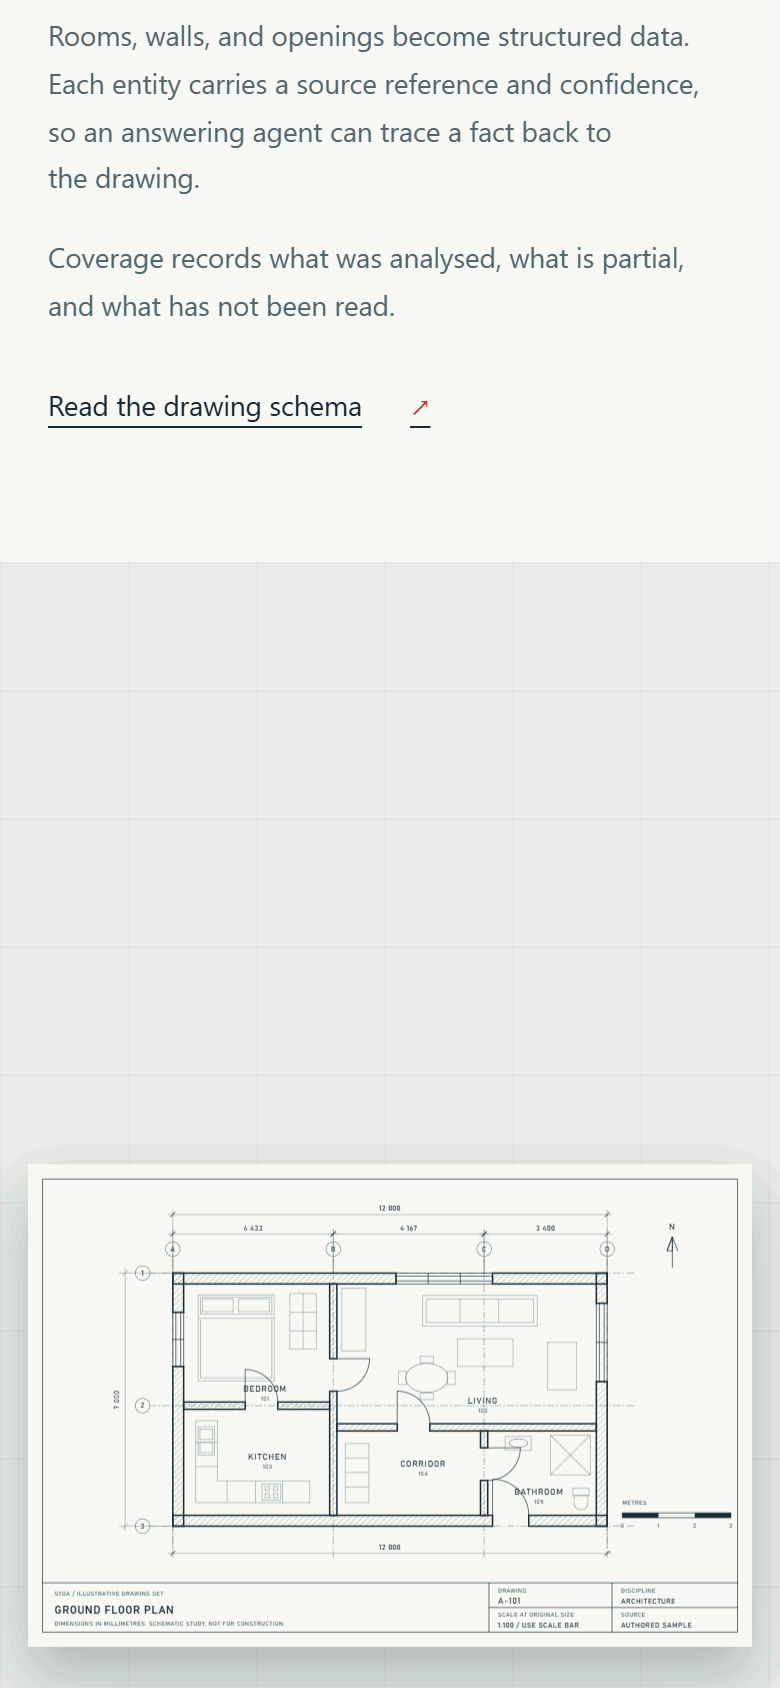 Rooms, walls, and openings become structured data.
Each entity carries a source reference and confidence,
so an answering agent can trace a fact back to
the drawing.
Coverage records what was analysed, what is partial,
and what has not been read.
Read the drawing schema ↗
12 000
4 433 4 167 3 400
N
A B C D
1
BEDROOM
101
7 000
2
LIVING
102
KITCHEN
103
CORRIDOR
104
BATHROOM
105
METRES
0 1 2 3
3
12 000
STOA / ILLUSTRATIVE DRAWING SET
GROUND FLOOR PLAN
DIMENSIONS IN MILLIMETRES. SCHEMATIC STUDY, NOT FOR CONSTRUCTION.
DRAWING
A-101
DISCIPLINE
ARCHITECTURE
SCALE AT ORIGINAL SIZE
1:100 / USE SCALE BAR
SOURCE
AUTHORED SAMPLE